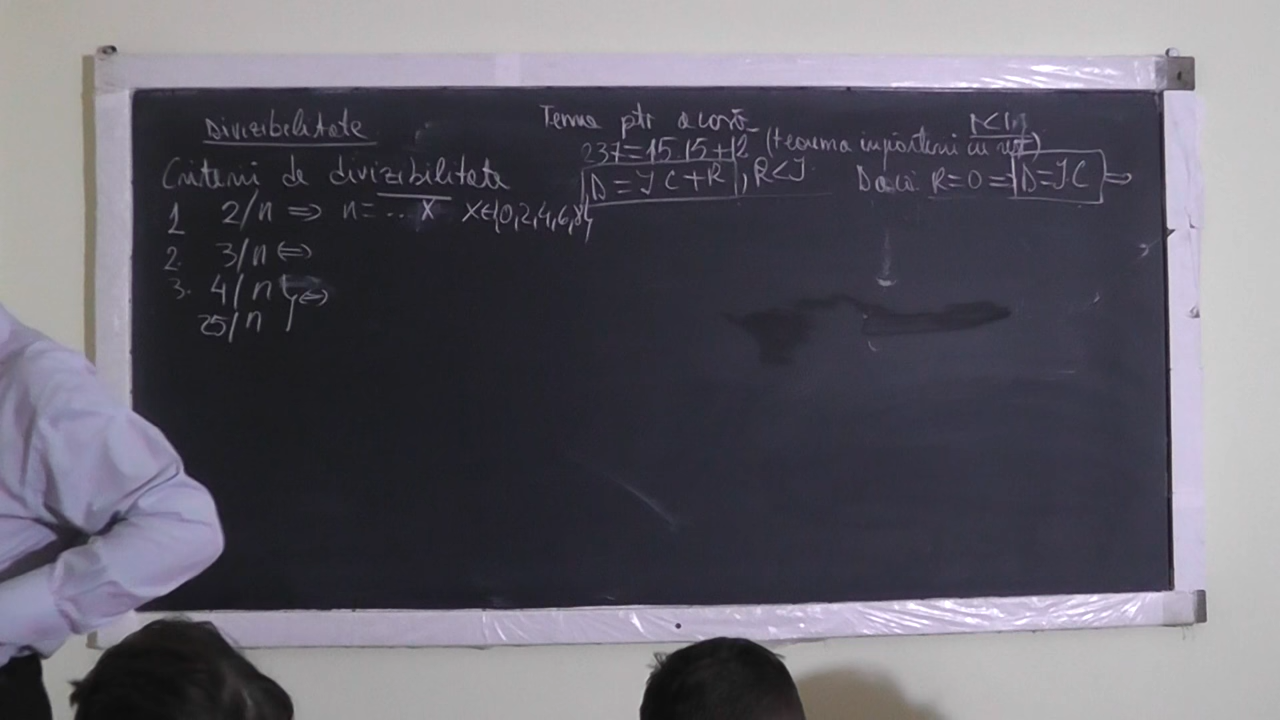 Divizibilitate
Criterii de divizibilitate
1 2/n => n = ... x x∈{0,2,4,6,8}
2. 3/n <=>
3. 4/n } <=>
25/n
Tema ptr acasă
237=15.15+12 (teorema împărțirii cu rest)
D = I C + R , R<I Dacă R=0 => D=IC =>